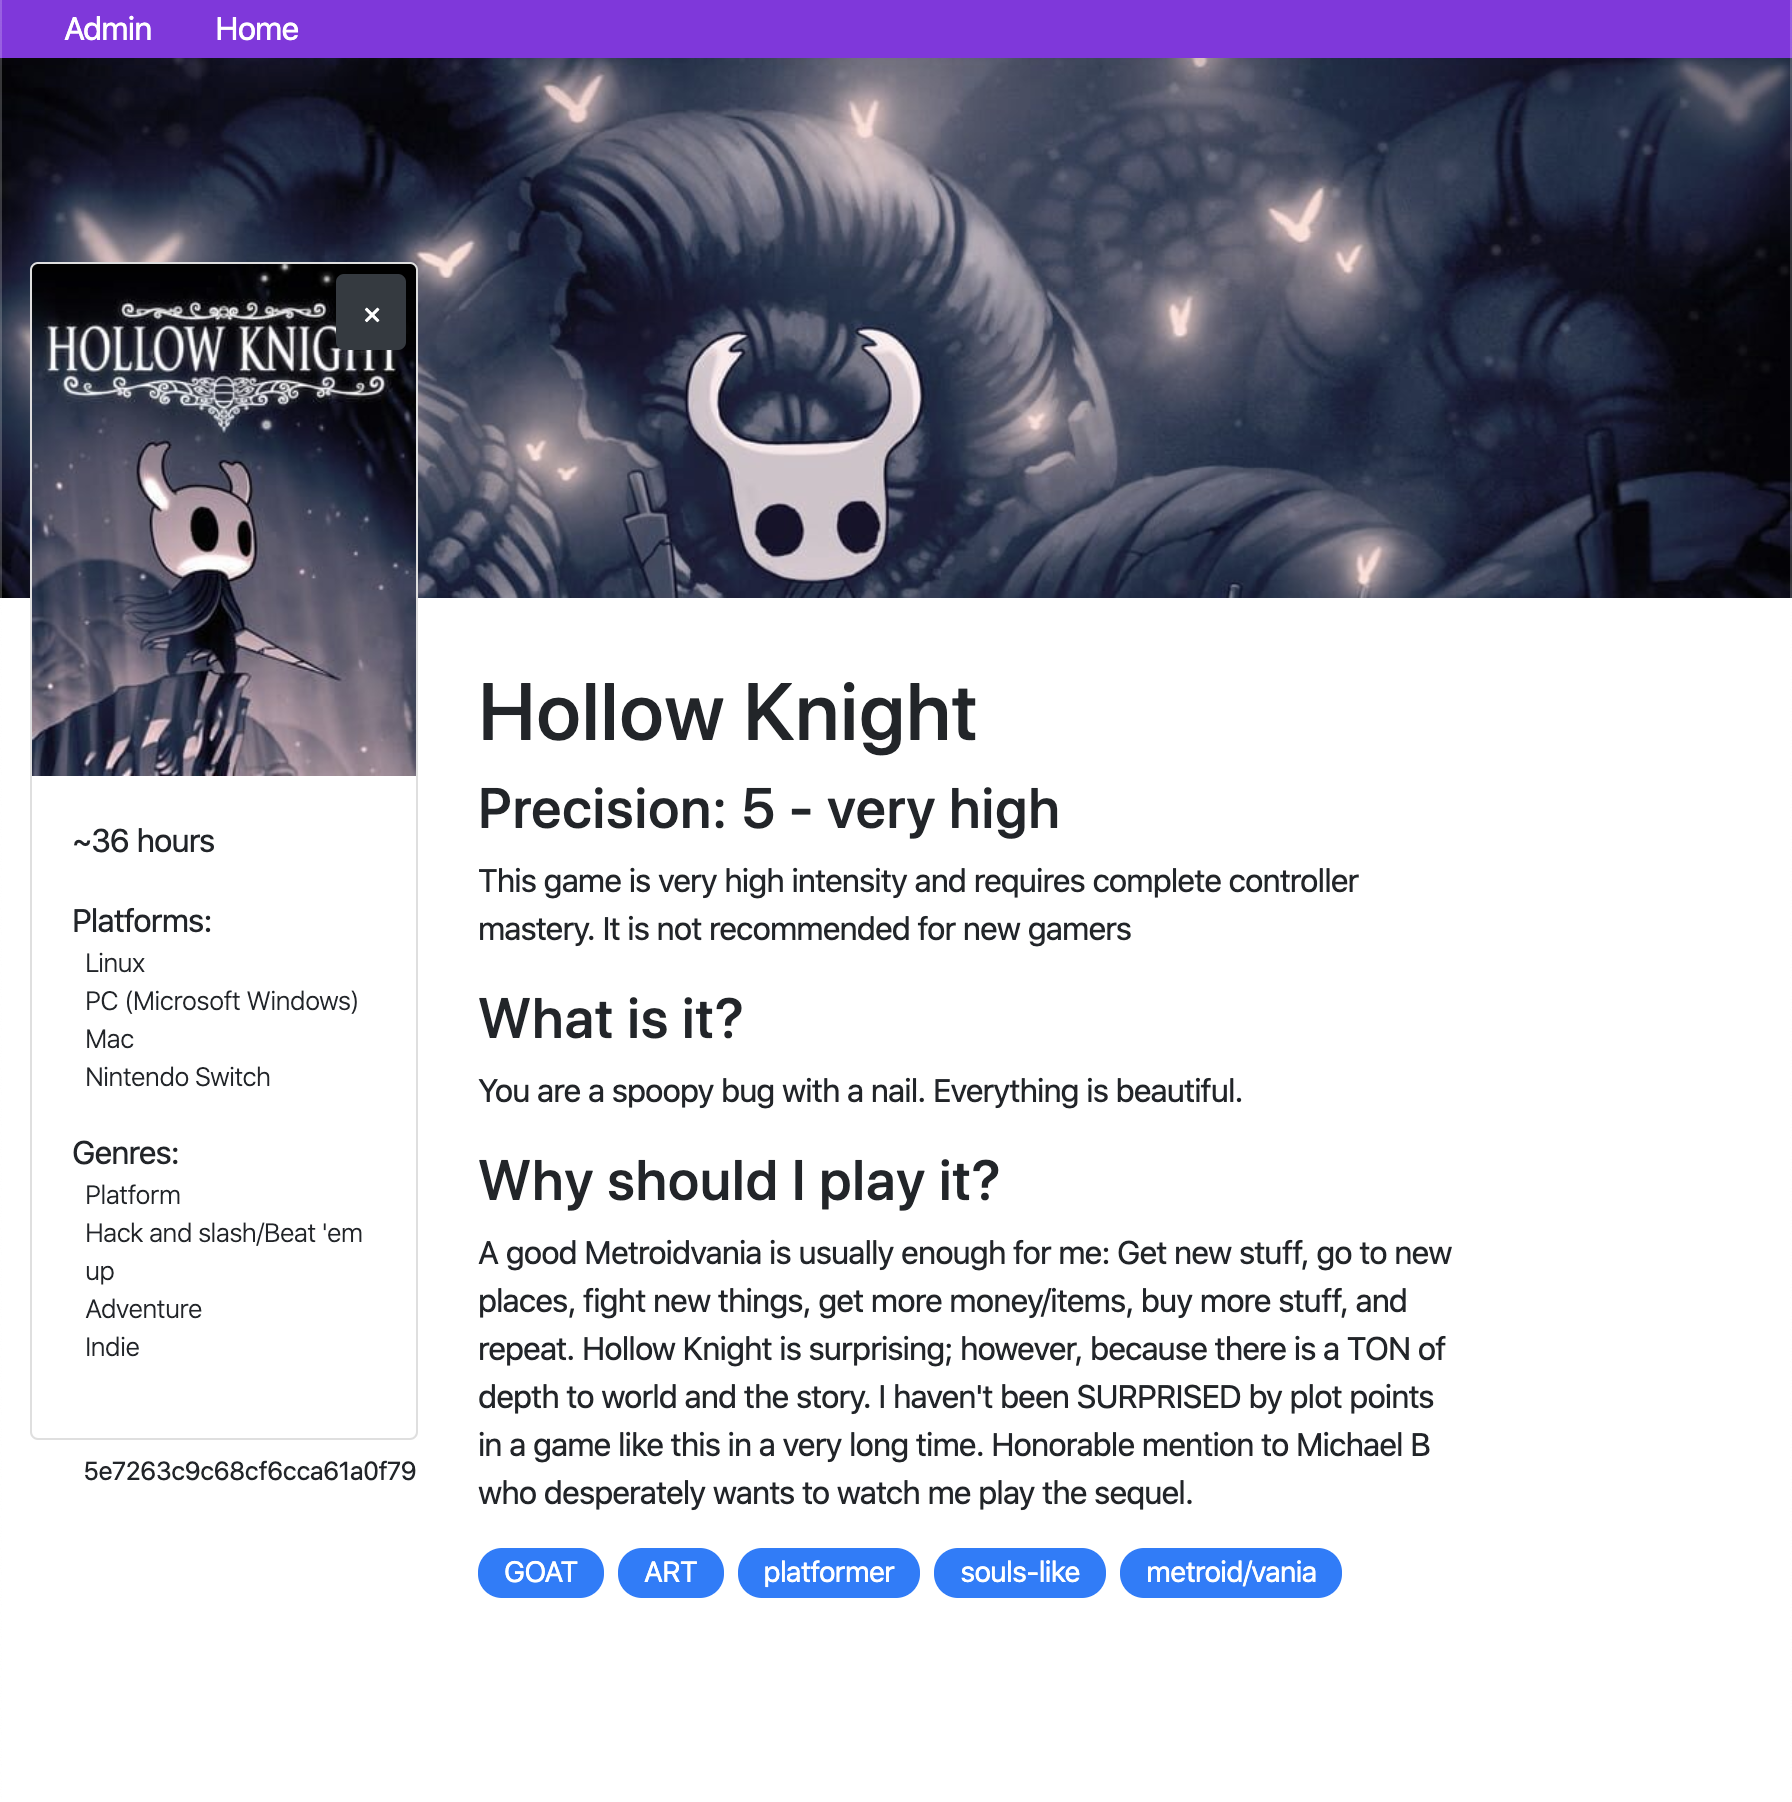 Admin Home
×
HOLLOW KNIGHT
~36 hours
Platforms:
Linux
PC (Microsoft Windows)
Mac
Nintendo Switch
Genres:
Platform
Hack and slash/Beat 'em
up
Adventure
Indie
5e7263c9c68cf6cca61a0f79
Hollow Knight
Precision: 5 - very high
This game is very high intensity and requires complete controller
mastery. It is not recommended for new gamers
What is it?
You are a spoopy bug with a nail. Everything is beautiful.
Why should I play it?
A good Metroidvania is usually enough for me: Get new stuff, go to new
places, fight new things, get more money/items, buy more stuff, and
repeat. Hollow Knight is surprising; however, because there is a TON of
depth to world and the story. I haven't been SURPRISED by plot points
in a game like this in a very long time. Honorable mention to Michael B
who desperately wants to watch me play the sequel.
GOAT ART platformer souls-like metroid/vania